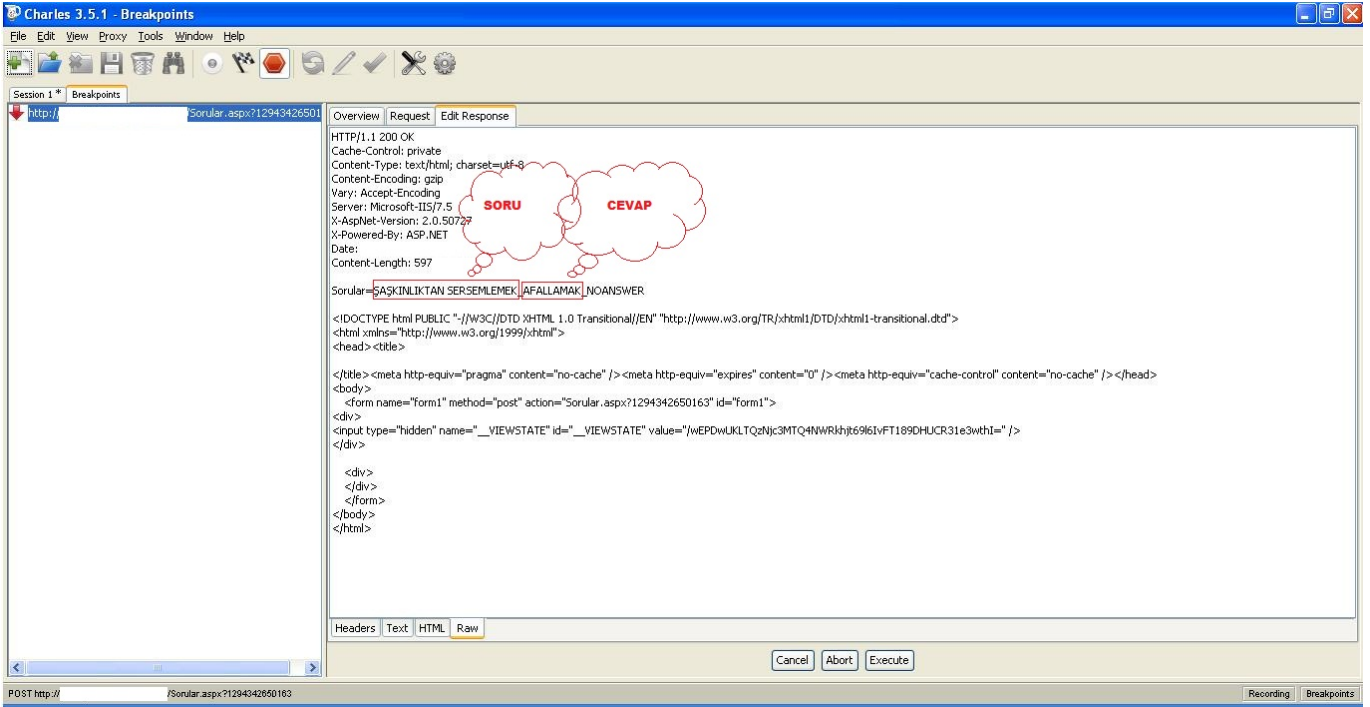 Charles 3.5.1 - Breakpoints
File Edit View Proxy Tools Window Help
Session 1 * Breakpoints
http:// /Sorular.aspx?12943426501
Overview Request Edit Response
HTTP/1.1 200 OK
Cache-Control: private
Content-Type: text/html; charset=utf-8
Content-Encoding: gzip
Vary: Accept-Encoding
Server: Microsoft-IIS/7.5
SORU CEVAP
X-AspNet-Version: 2.0.50727
X-Powered-By: ASP.NET
Date:
Content-Length: 597
Sorular=ŞAŞKINLIKTAN SERSEMLEMEK_AFALLAMAK_NOANSWER
<!DOCTYPE html PUBLIC "-//W3C//DTD XHTML 1.0 Transitional//EN" "http://www.w3.org/TR/xhtml1/DTD/xhtml1-transitional.dtd">
<html xmlns="http://www.w3.org/1999/xhtml">
<head><title>
</title><meta http-equiv="pragma" content="no-cache" /><meta http-equiv="expires" content="0" /><meta http-equiv="cache-control" content="no-cache" /></head>
<body>
<form name="form1" method="post" action="Sorular.aspx?1294342650163" id="form1">
<div>
<input type="hidden" name="__VIEWSTATE" id="__VIEWSTATE" value="/wEPDwUKLTQzNjc3MTQ4NWRkhjt69l6IvFT189DHUCR31e3wthI=" />
</div>
<div>
</div>
</form>
</body>
</html>
Headers Text HTML Raw
Cancel Abort Execute
POST http:// /Sorular.aspx?1294342650163
Recording Breakpoints